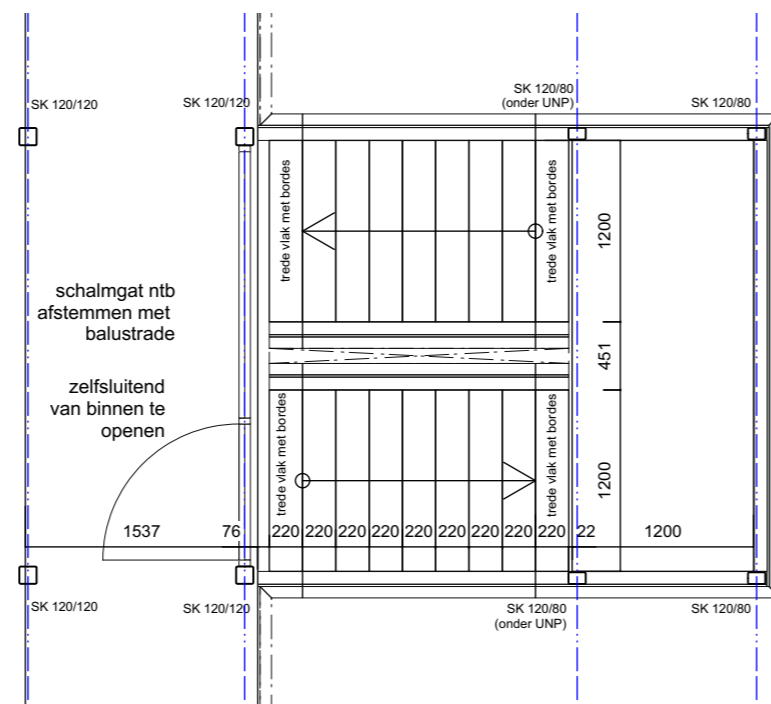 SK 120/80
(onder UNP)
SK 120/120
SK 120/120
SK 120/80
trede vlak met bordes
trede vlak met bordes
1200
schalmgat ntb
afstemmen met
balustrade
451
zelfsluitend
van binnen te
openen
trede vlak met bordes
trede vlak met bordes
1200
1537
76
220 220 220 220 220 220 220 220 220
22
1200
SK 120/120
SK 120/120
SK 120/80
(onder UNP)
SK 120/80